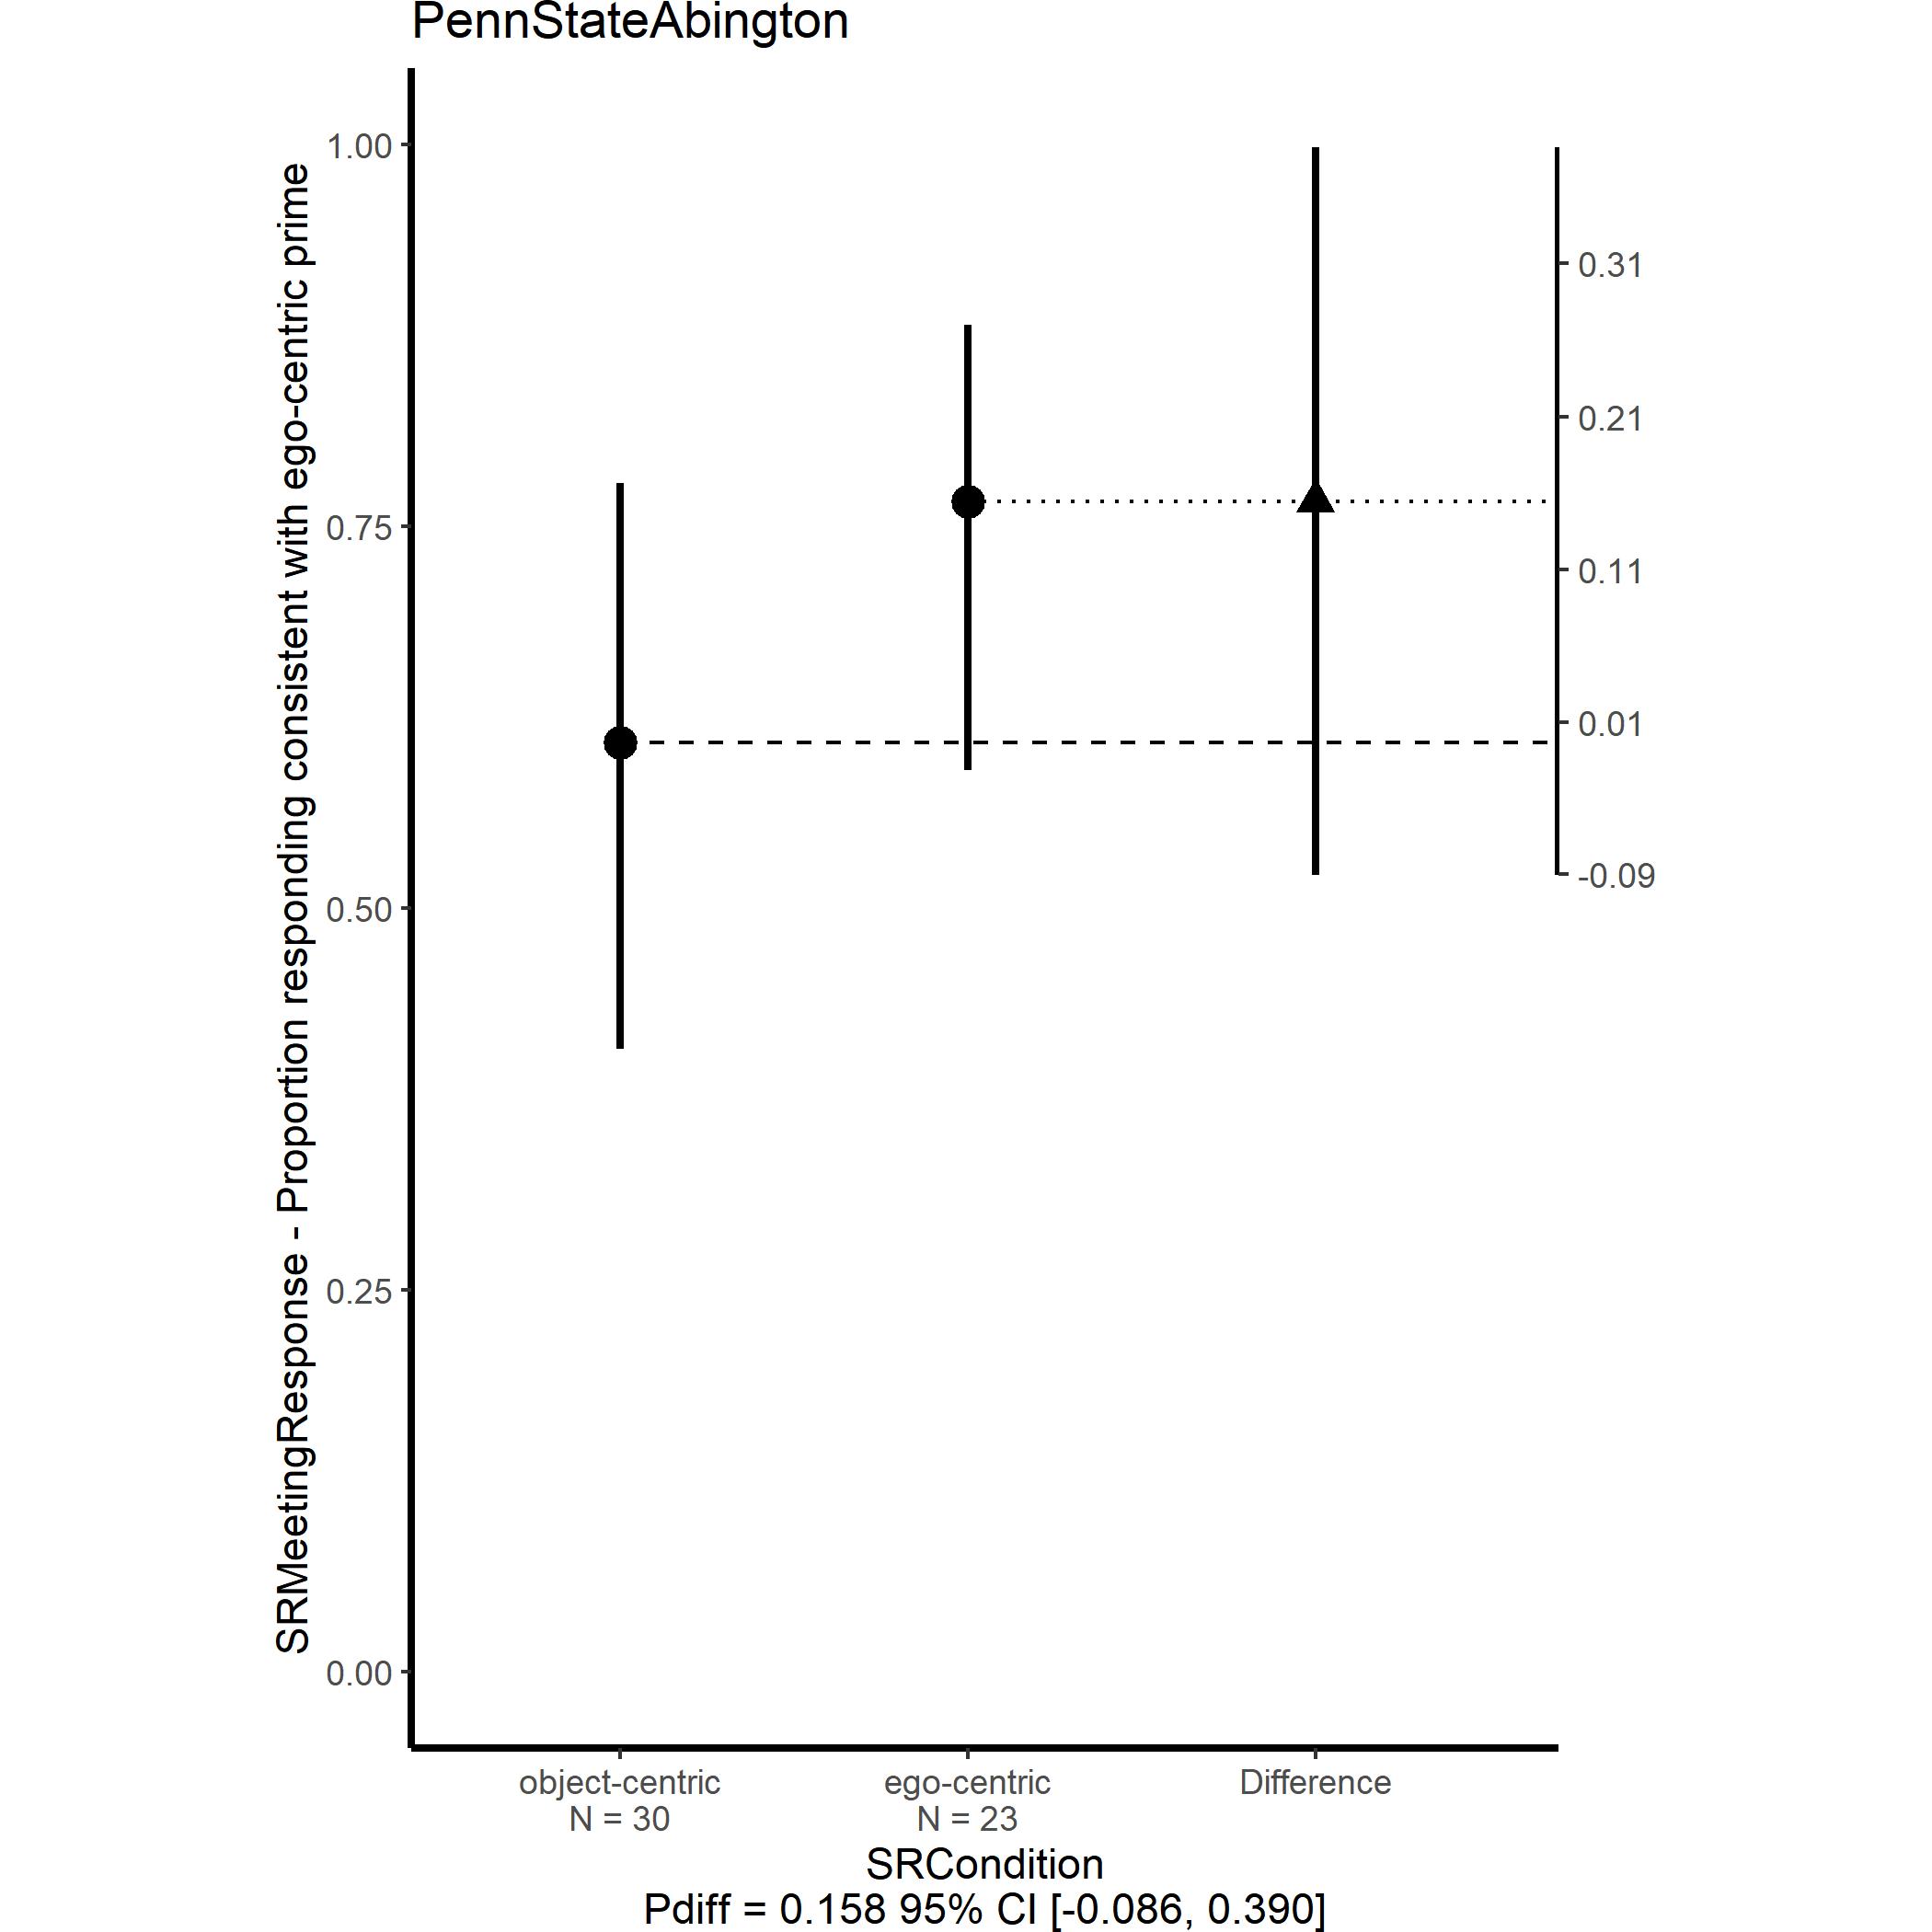 PennStateAbington
SRMeetingResponse - Proportion responding consistent with ego-centric prime
1.00
0.75
0.50
0.25
0.00
0.31
0.21
0.11
0.01
-0.09
object-centric
N = 30
ego-centric
N = 23
Difference
SRCondition
Pdiff = 0.158 95% CI [-0.086, 0.390]